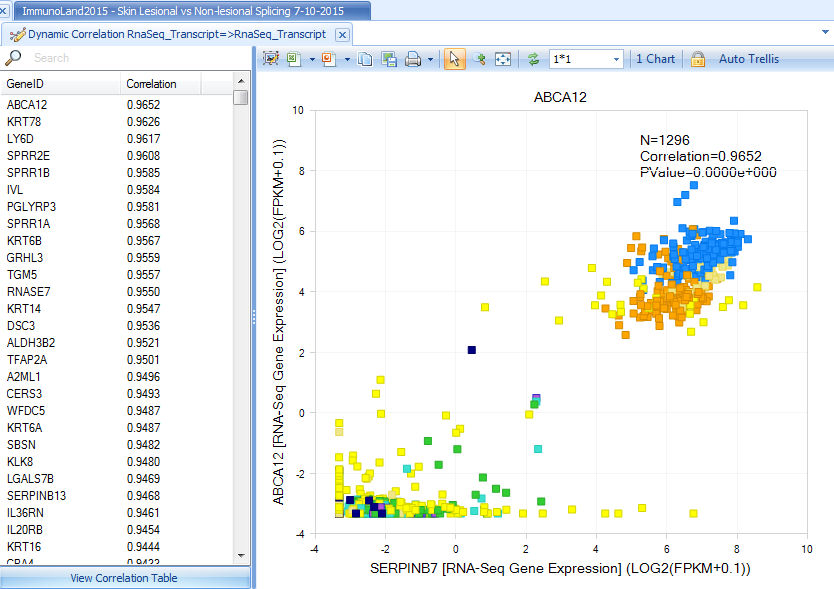 ImmunoLand2015 - Skin Lesional vs Non-lesional Splicing 7-10-2015
Dynamic Correlation RnaSeq_Transcript=>RnaSeq_Transcript
Search
1*1
1 Chart
Auto Trellis
GeneID Correlation
ABCA12 0.9652
KRT78 0.9626
LY6D 0.9617
SPRR2E 0.9608
SPRR1B 0.9585
IVL 0.9584
PGLYRP3 0.9581
SPRR1A 0.9568
KRT6B 0.9567
GRHL3 0.9559
TGM5 0.9557
RNASE7 0.9550
KRT14 0.9547
DSC3 0.9536
ALDH3B2 0.9521
TFAP2A 0.9501
A2ML1 0.9496
CERS3 0.9493
WFDC5 0.9487
KRT6A 0.9487
SBSN 0.9482
KLK8 0.9480
LGALS7B 0.9469
SERPINB13 0.9468
IL36RN 0.9461
IL20RB 0.9454
KRT16 0.9444
View Correlation Table
ABCA12
N=1296
Correlation=0.9652
PValue=0.0000e+000
ABCA12 [RNA-Seq Gene Expression] (LOG2(FPKM+0.1))
10
8
6
4
2
0
-2
-4
-4 -2 0 2 4 6 8 10
SERPINB7 [RNA-Seq Gene Expression] (LOG2(FPKM+0.1))